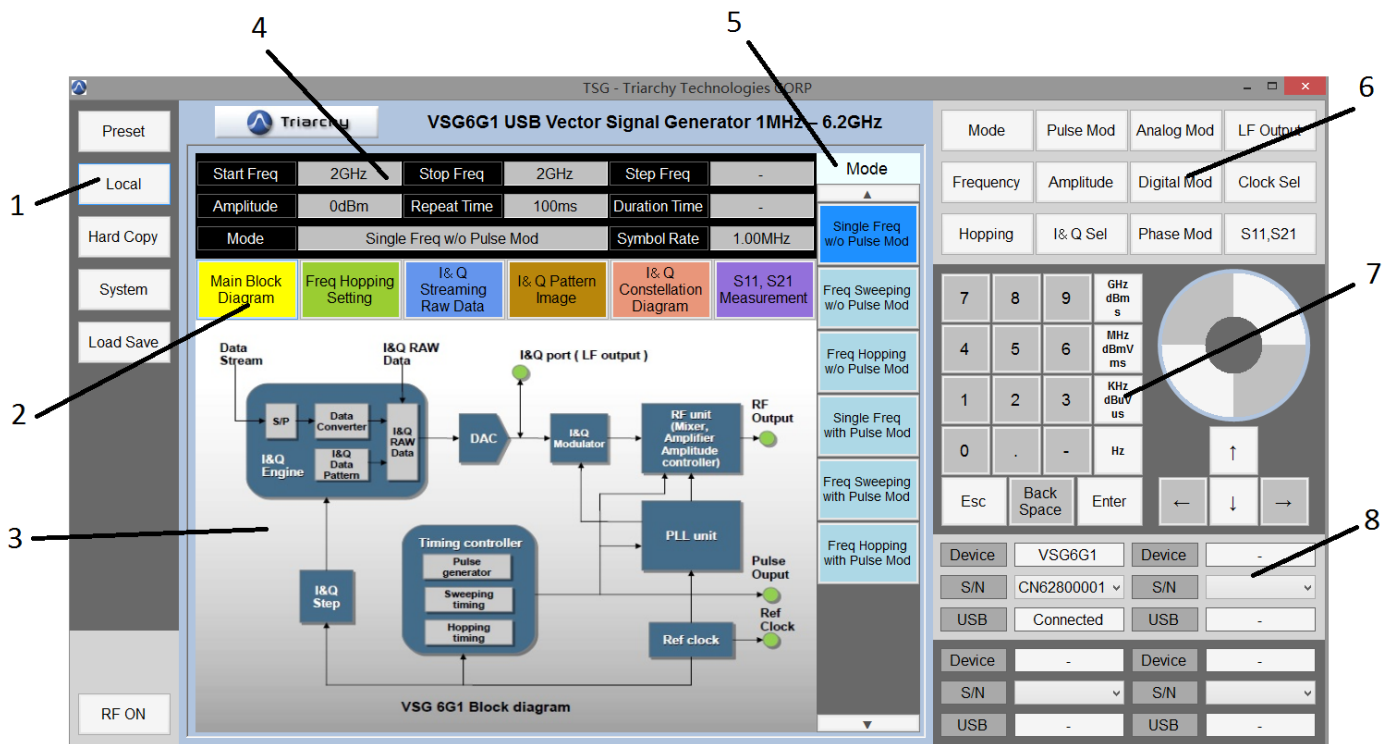 4
5
6
1
7
2
3
8
TSG - Triarchy Technologies CORP
Preset
Local
Hard Copy
System
Load Save
RF ON
Triarchy
VSG6G1 USB Vector Signal Generator 1MHz – 6.2GHz
Start Freq 2GHz Stop Freq 2GHz Step Freq -
Amplitude 0dBm Repeat Time 100ms Duration Time -
Mode Single Freq w/o Pulse Mod Symbol Rate 1.00MHz
Main Block
Diagram
Freq Hopping
Setting
I& Q
Streaming
Raw Data
I& Q Pattern
Image
I& Q
Constellation
Diagram
S11, S21
Measurement
Data
Stream
I&Q RAW
Data
I&Q port ( LF output )
S/P
Data
Converter
I&Q
RAW
Data
I&Q
Engine
I&Q
Data
Pattern
DAC
I&Q
Modulator
RF unit
(Mixer,
Amplifier
Amplitude
controller)
RF
Output
PLL unit
Timing controller
Pulse
generator
Sweeping
timing
Hopping
timing
I&Q
Step
Pulse
Ouput
Ref
Clock
Ref clock
VSG 6G1 Block diagram
Mode
▲
Single Freq
w/o Pulse Mod
Freq Sweeping
w/o Pulse Mod
Freq Hopping
w/o Pulse Mod
Single Freq
with Pulse Mod
Freq Sweeping
with Pulse Mod
Freq Hopping
with Pulse Mod
▼
Mode Pulse Mod Analog Mod LF Output
Frequency Amplitude Digital Mod Clock Sel
Hopping I& Q Sel Phase Mod S11,S21
7 8 9
GHz
dBm
s
4 5 6
MHz
dBmV
ms
1 2 3
KHz
dBuV
us
0 . - Hz
Esc
Back
Space
Enter
↑
← ↓ →
Device VSG6G1 Device -
S/N CN62800001 S/N
USB Connected USB -
Device - Device -
S/N S/N
USB - USB -